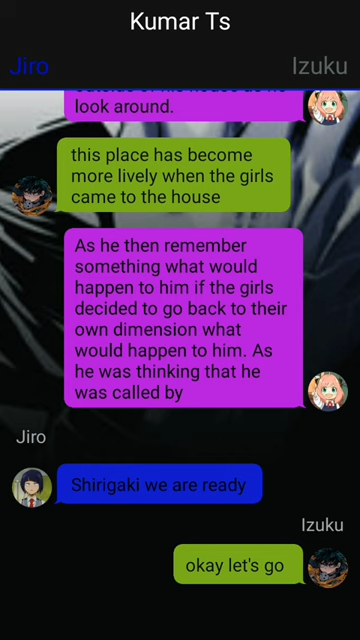 Kumar Ts
Jiro
Izuku
look around.
this place has become
more lively when the girls
came to the house
As he then remember
something what would
happen to him if the girls
decided to go back to their
own dimension what
would happen to him. As
he was thinking that he
was called by
Jiro
Shirigaki we are ready
Izuku
okay let's go